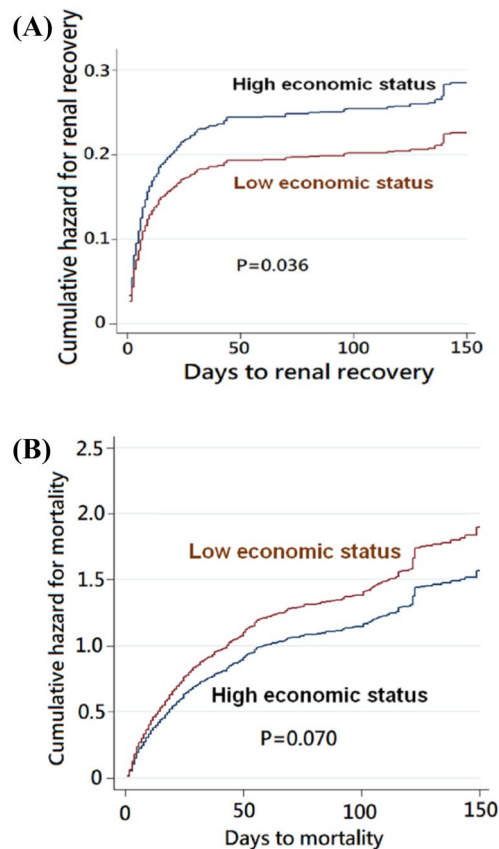 (A)
Cumulative hazard for renal recovery
0.3
0.2
0.1
0
High economic status
Low economic status
P=0.036
0 50 100 150
Days to renal recovery
(B)
Cumulative hazard for mortality
2.5
2.0
1.5
1.0
0.5
0
Low economic status
High economic status
P=0.070
0 50 100 150
Days to mortality